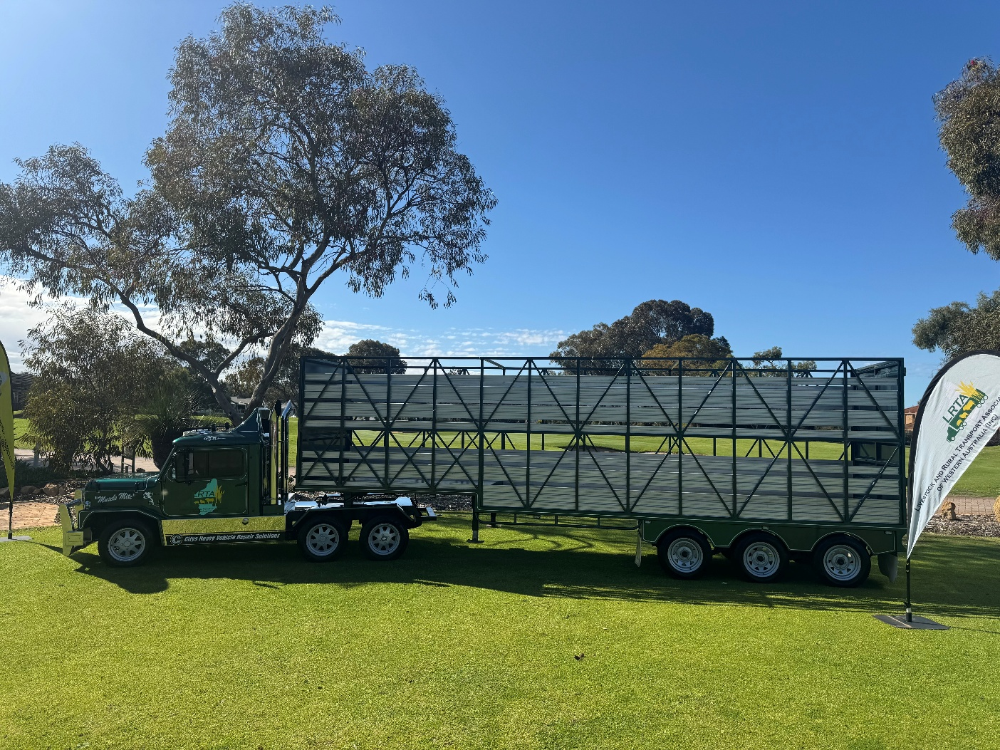 "Muscle Mite"
LRTA
Citys Heavy Vehicle Repair Solutions
LRTA
LIVESTOCK AND RURAL TRANSPORT ASSOCIA
OF WESTERN AUSTRALIA (INC)